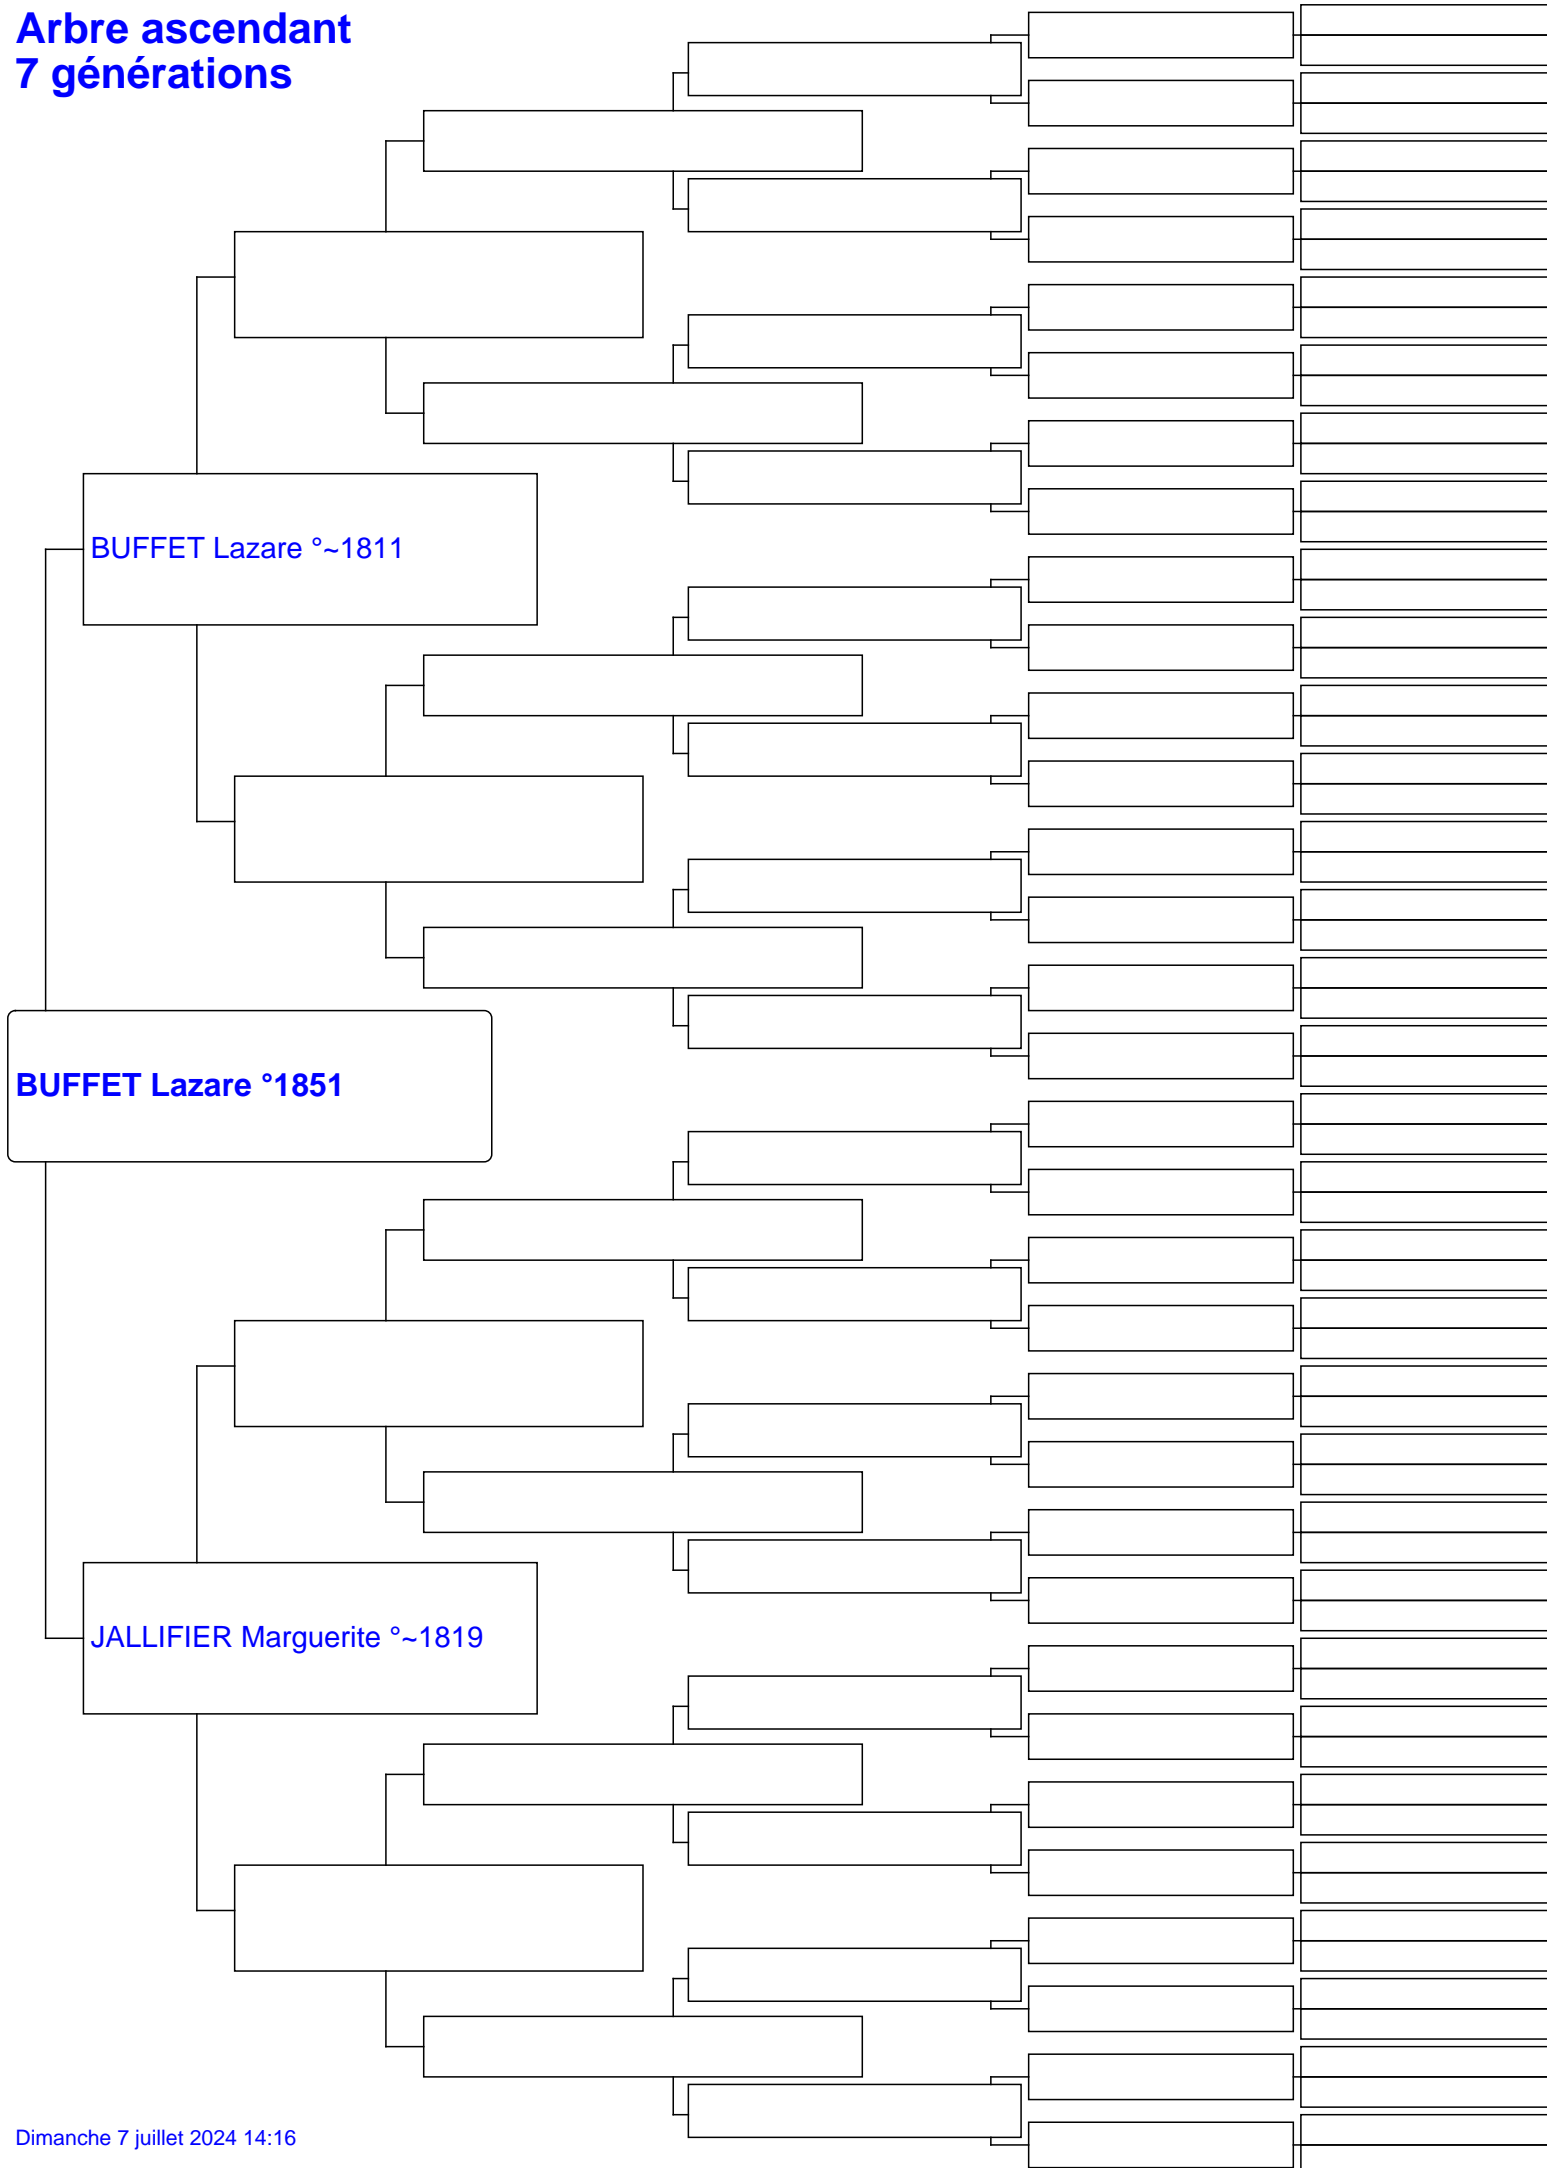 Arbre ascendant
7 générations
BUFFET Lazare °~1811
BUFFET Lazare °1851
JALLIFIER Marguerite °~1819
Dimanche 7 juillet 2024 14:16